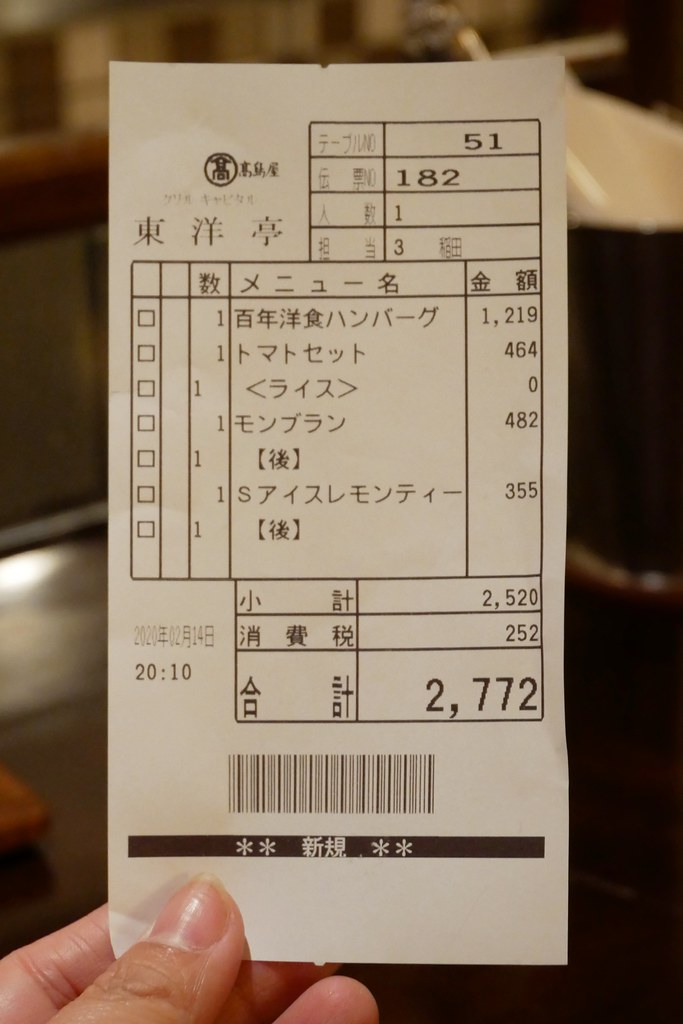 テーブルNO 51
伝票NO 182
人数 1
担当 3 稲田
髙 髙島屋
グリル キャピタル
東洋亭
数 メニュー名 金額
□ 1 百年洋食ハンバーグ 1,219
□ 1 トマトセット 464
□ 1 <ライス> 0
□ 1 モンブラン 482
□ 1 【後】
□ 1 Sアイスレモンティー 355
□ 1 【後】
小計 2,520
消費税 252
合計 2,772
2020年02月14日
20:10
** 新規 **